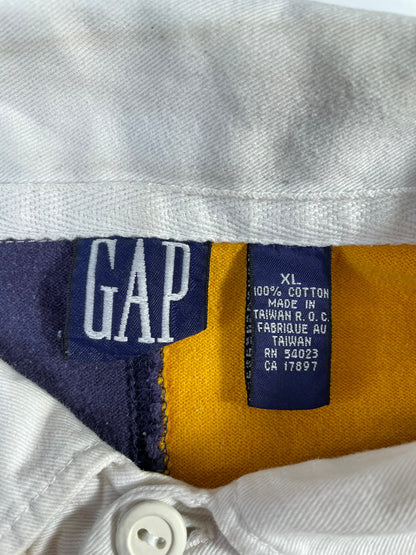 GAP
XL
100% COTTON
MADE IN
TAIWAN R.O.C.
FABRIQUE AU
TAIWAN
RN 54023
CA 17897